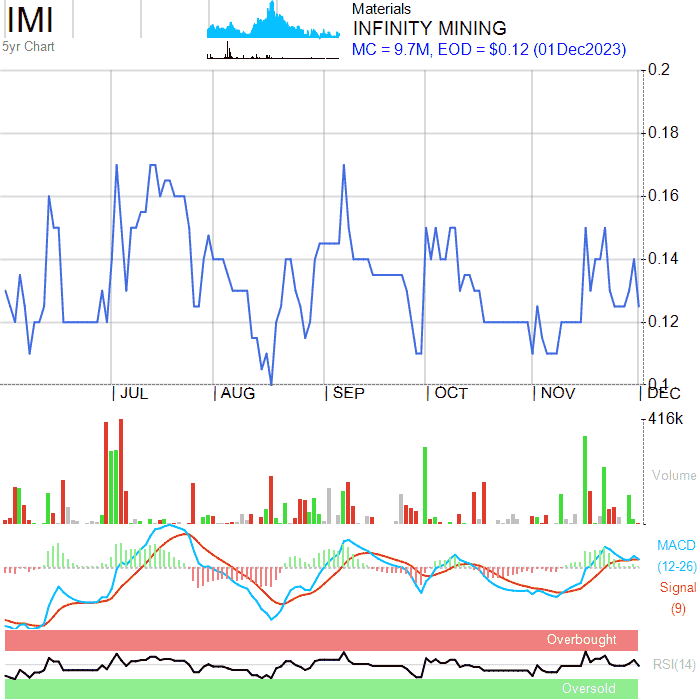 IMI
5yr Chart
Materials
INFINITY MINING
MC = 9.7M, EOD = $0.12 (01Dec2023)
0.2
0.18
0.16
0.14
0.12
0.1
JUL AUG SEP OCT NOV DEC
416k
Volume
MACD
(12-26)
Signal
(9)
Overbought
RSI(14)
Oversold